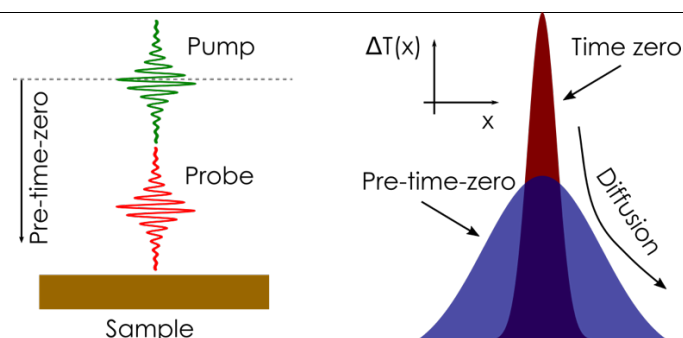 Pump
Pre-time-zero
Probe
Sample
ΔT(x)
x
Time zero
Pre-time-zero
Diffusion